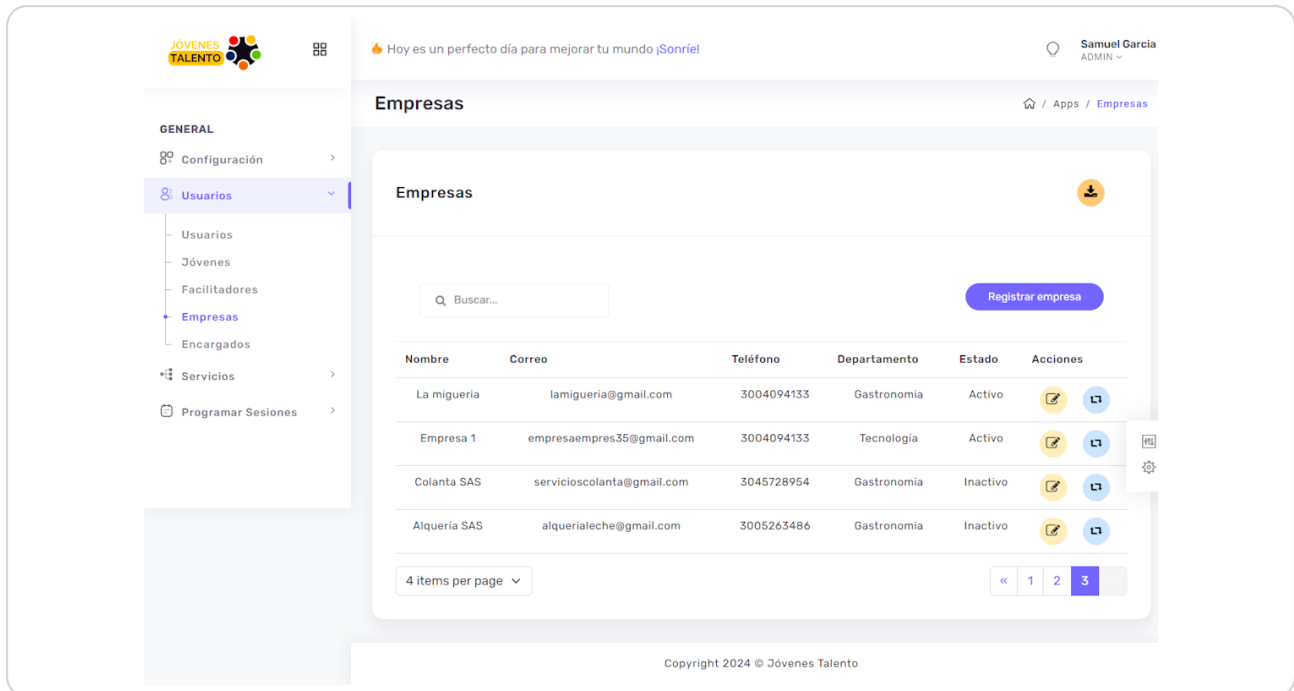 JÓVENES
TALENTO
Hoy es un perfecto día para mejorar tu mundo ¡Sonríe!
Samuel Garcia
ADMIN
Empresas
/ Apps / Empresas
GENERAL
Configuración
Usuarios
Usuarios
Jóvenes
Facilitadores
Empresas
Encargados
Servicios
Programar Sesiones
Empresas
Buscar...
Registrar empresa
Nombre Correo Teléfono Departamento Estado Acciones
La migueria lamigueria@gmail.com 3004094133 Gastronomia Activo
Empresa 1 empresaempres35@gmail.com 3004094133 Tecnología Activo
Colanta SAS servicioscolanta@gmail.com 3045728954 Gastronomia Inactivo
Alquería SAS alquerialeche@gmail.com 3005263486 Gastronomia Inactivo
4 items per page
« 1 2 3
Copyright 2024 © Jóvenes Talento